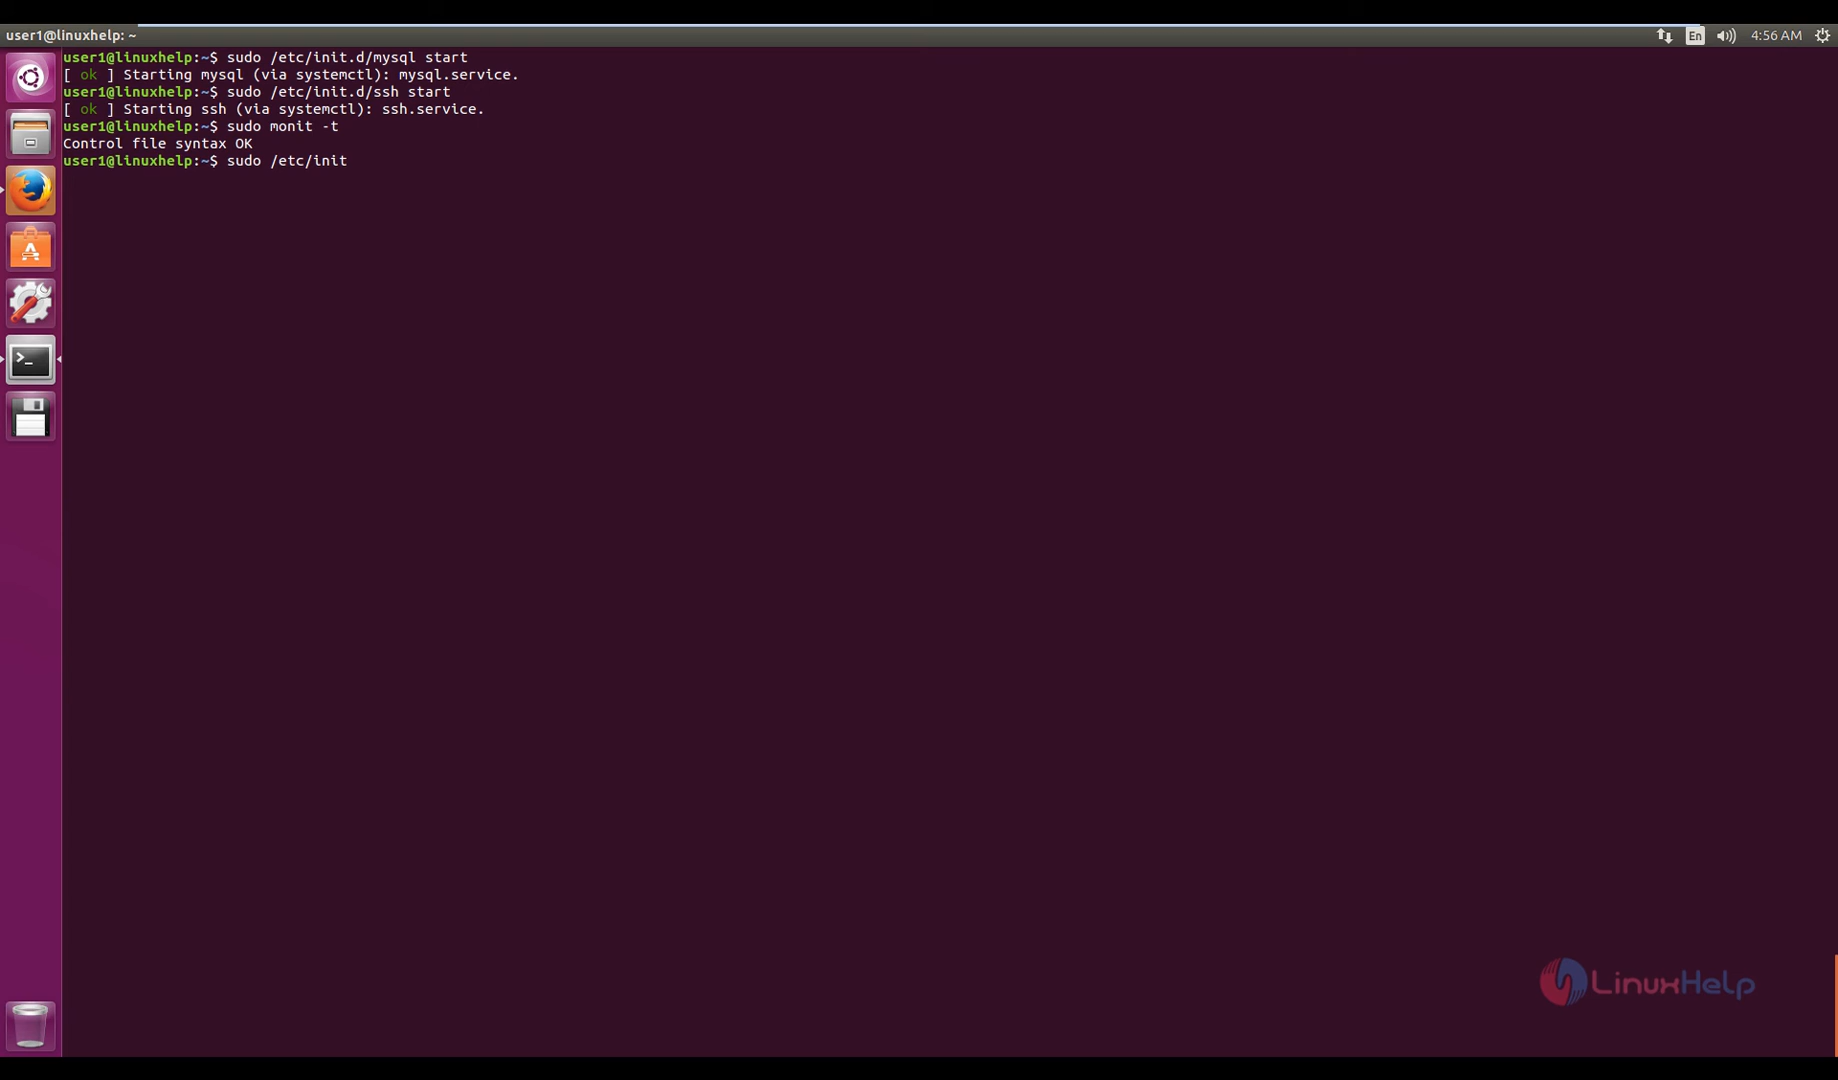 user1@linuxhelp: ~
En
4:56 AM
user1@linuxhelp:~$ sudo /etc/init.d/mysql start
[ ok ] Starting mysql (via systemctl): mysql.service.
user1@linuxhelp:~$ sudo /etc/init.d/ssh start
[ ok ] Starting ssh (via systemctl): ssh.service.
user1@linuxhelp:~$ sudo monit -t
Control file syntax OK
user1@linuxhelp:~$ sudo /etc/init
LinuxHelp